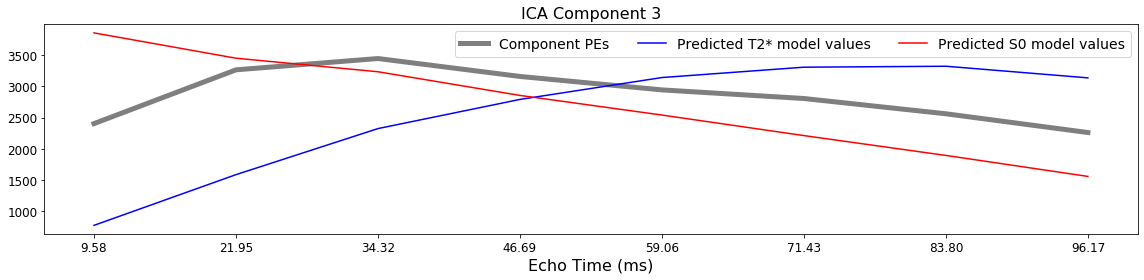 ICA Component 3
Component PEs
Predicted T2* model values
Predicted S0 model values
3500
3000
2500
2000
1500
1000
9.58 21.95 34.32 46.69 59.06 71.43 83.80 96.17
Echo Time (ms)